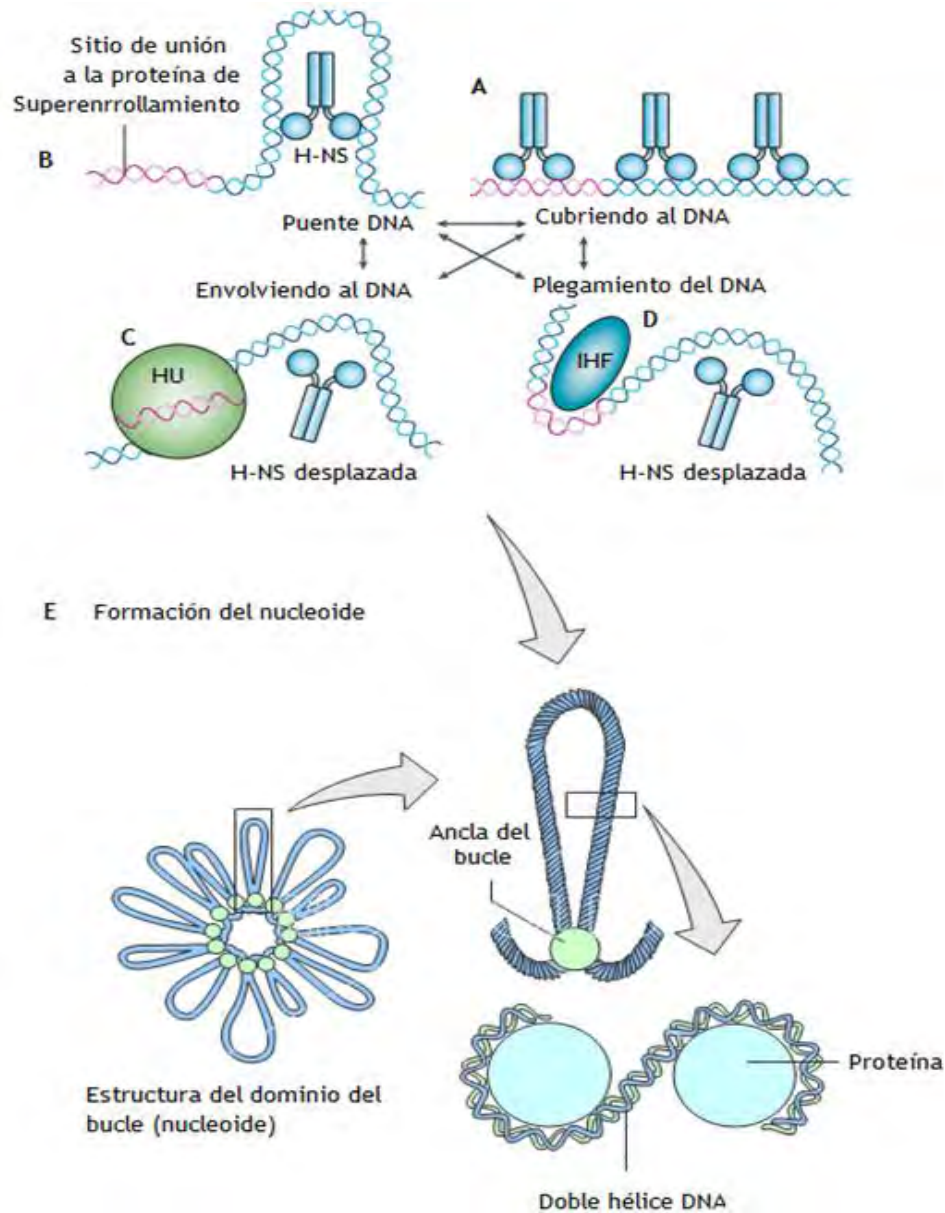 Sitio de unión
a la proteína de
Superenrrollamiento
B
H-NS
Puente DNA
A
Cubriendo al DNA
Envolviendo al DNA
Plegamiento del DNA
C
HU
H-NS desplazada
D
IHF
H-NS desplazada
E Formación del nucleoide
Ancla del
bucle
Estructura del dominio del
bucle (nucleoide)
Proteína
Doble hélice DNA